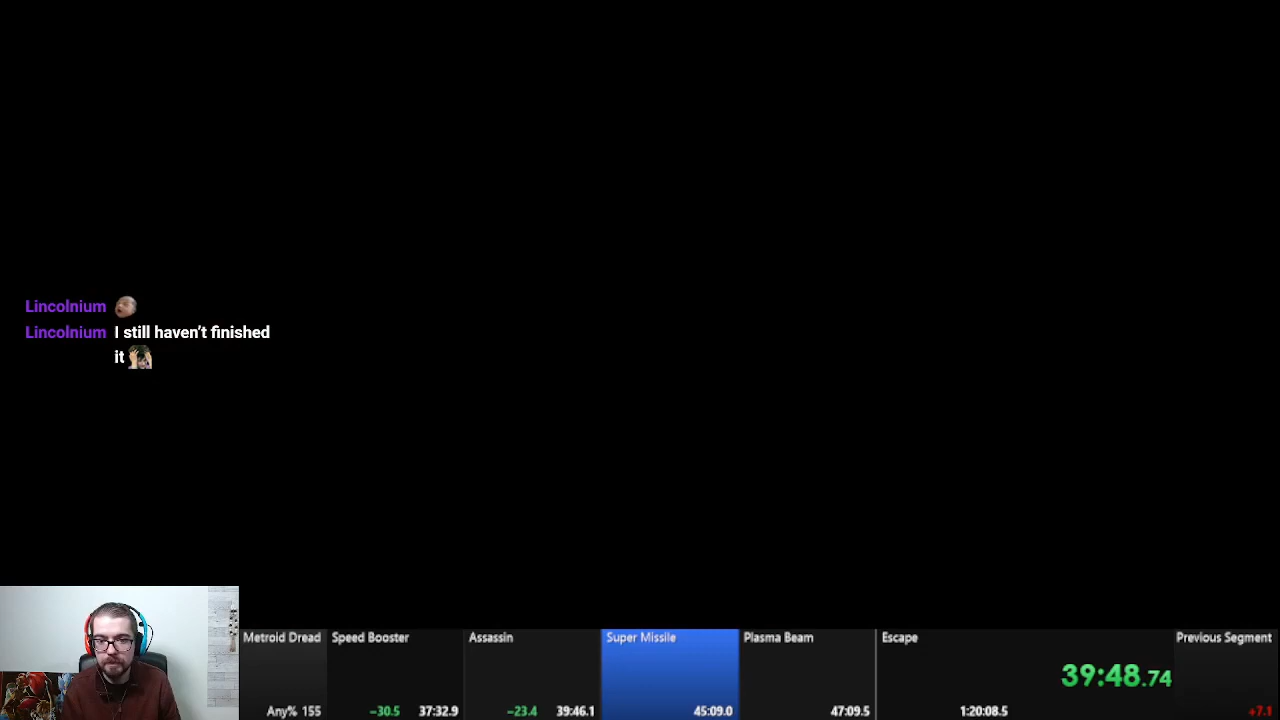 Lincolnium
Lincolnium I still haven't finished
it
Metroid Dread Speed Booster Assassin Super Missile Plasma Beam Escape Previous Segment
39:48.74
Any% 155 -30.5 37:32.9 -23.4 39:46.1 45:09.0 47:09.5 1:20:08.5 +7.1